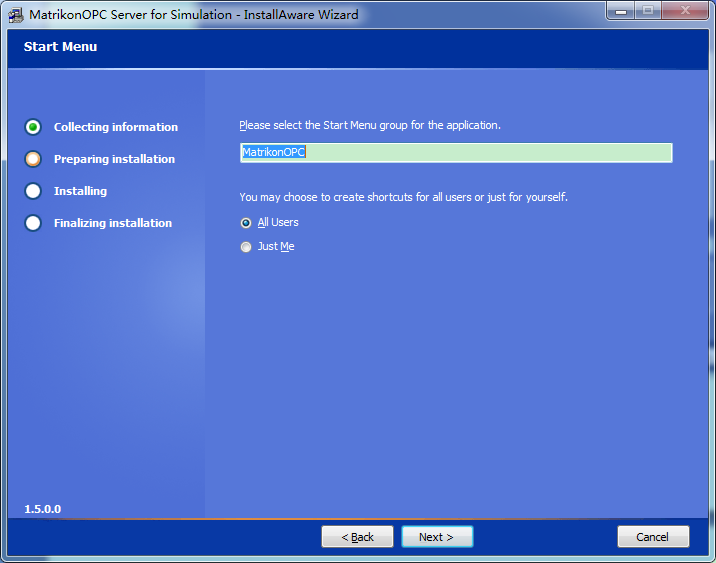 MatrikonOPC Server for Simulation - InstallAware Wizard
Start Menu
Collecting information
Preparing installation
Installing
Finalizing installation
Please select the Start Menu group for the application.
MatrikonOPC
You may choose to create shortcuts for all users or just for yourself.
All Users
Just Me
1.5.0.0
< Back
Next >
Cancel